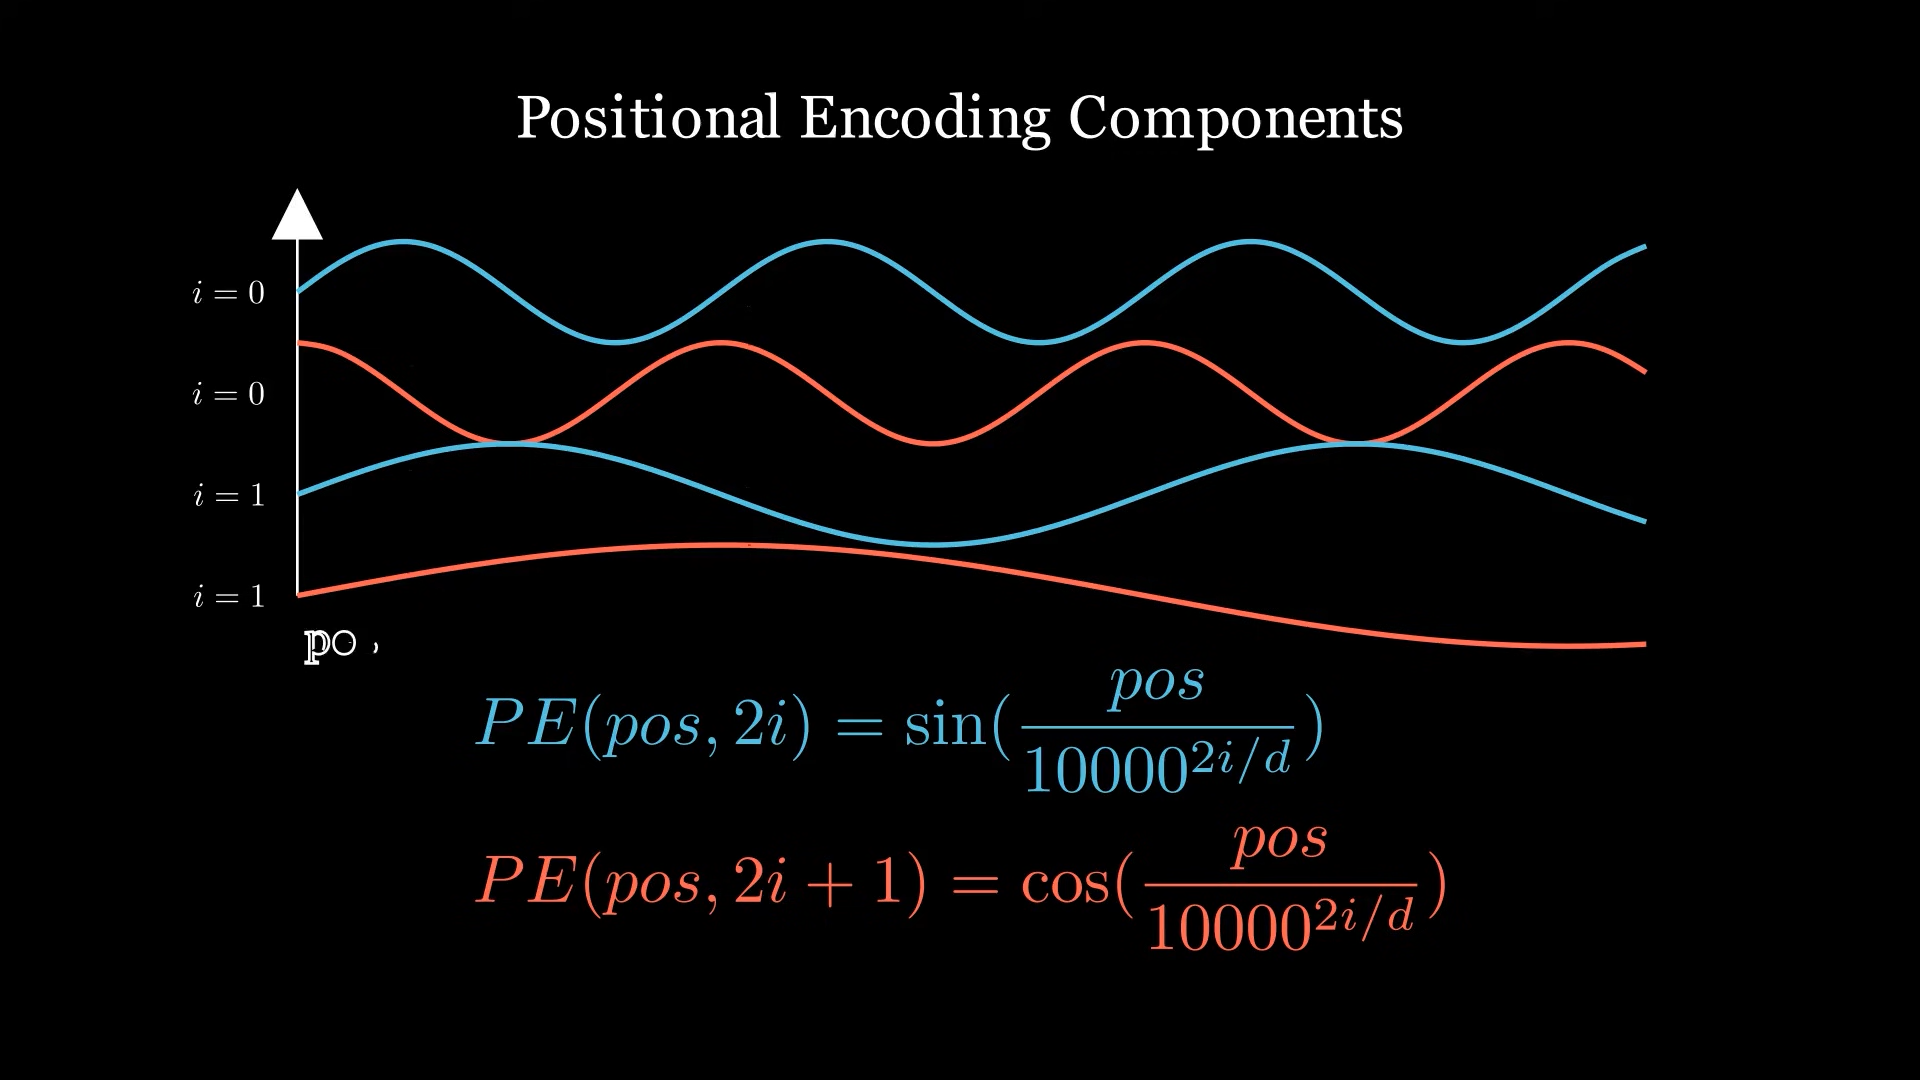 Positional Encoding Components
i = 0
i = 0
i = 1
i = 1
PE(pos, 2i) = sin(pos/10000^{2i/d})
PE(pos, 2i + 1) = cos(pos/10000^{2i/d})